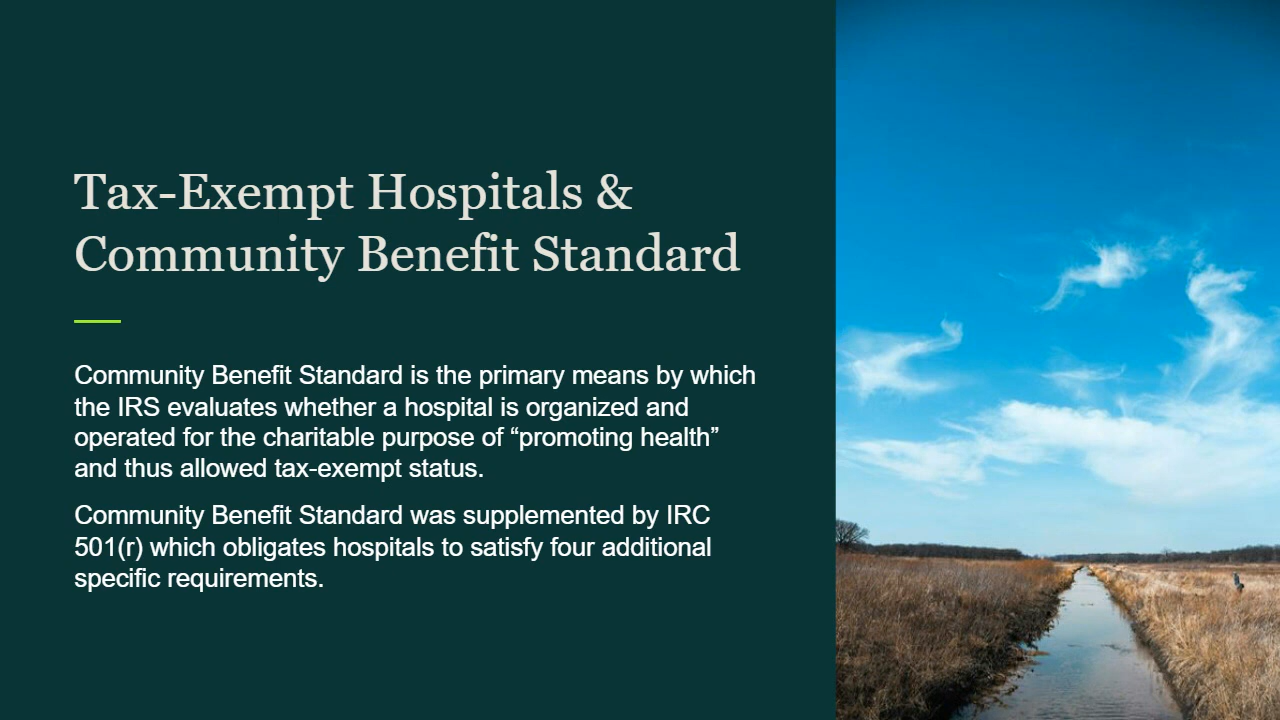 Tax-Exempt Hospitals &
Community Benefit Standard
Community Benefit Standard is the primary means by which
the IRS evaluates whether a hospital is organized and
operated for the charitable purpose of “promoting health”
and thus allowed tax-exempt status.
Community Benefit Standard was supplemented by IRC
501(r) which obligates hospitals to satisfy four additional
specific requirements.